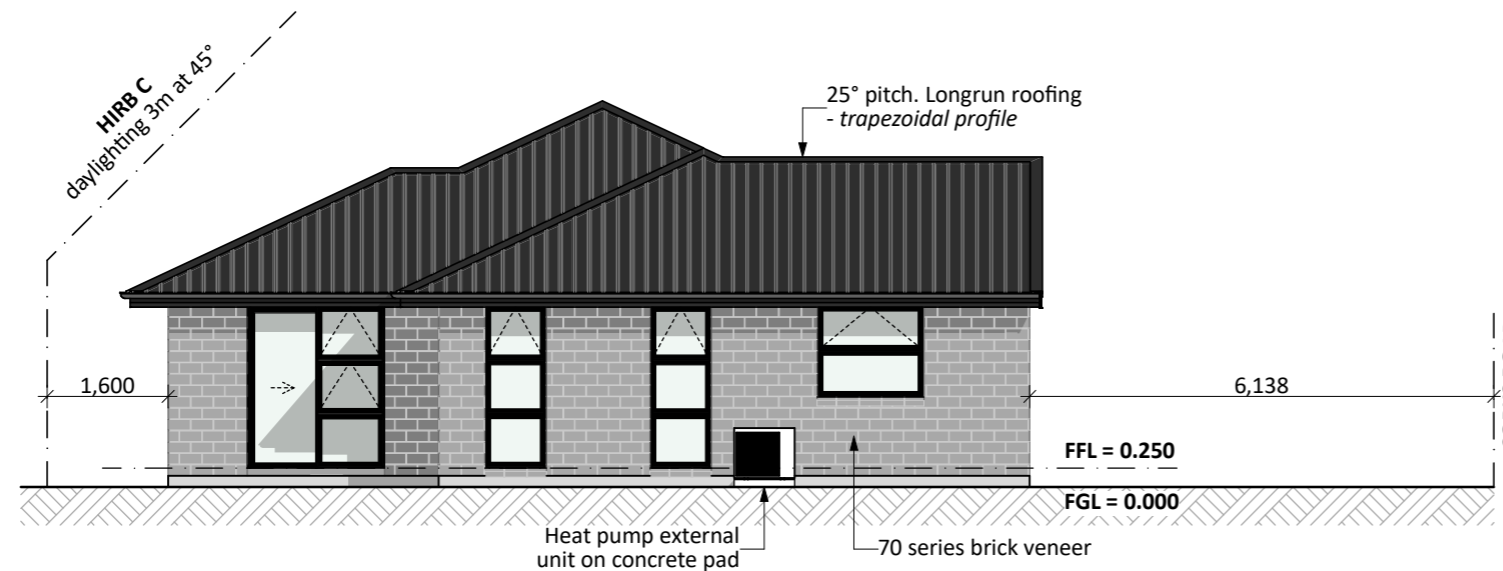 HIRB C
daylighting 3m at 45°
25° pitch. Longrun roofing
- trapezoidal profile
1,600
6,138
FFL = 0.250
FGL = 0.000
Heat pump external
unit on concrete pad
70 series brick veneer